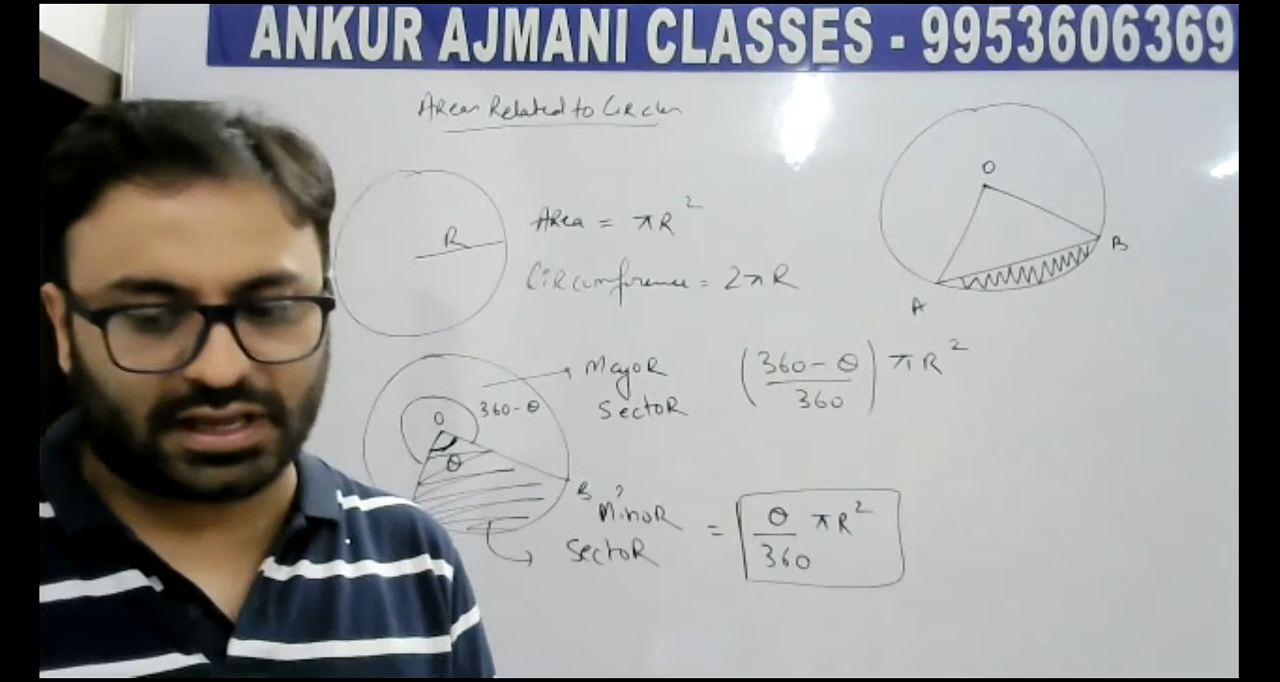 ANKUR AJMANI CLASSES - 9953606369
Areas Related to Circles
R
Area = πR²
Circumference = 2πR
O
A
B
Major
Sector
(360-θ/360) πR²
360-θ
O
θ
B
Minor
Sector
= θ/360 πR²